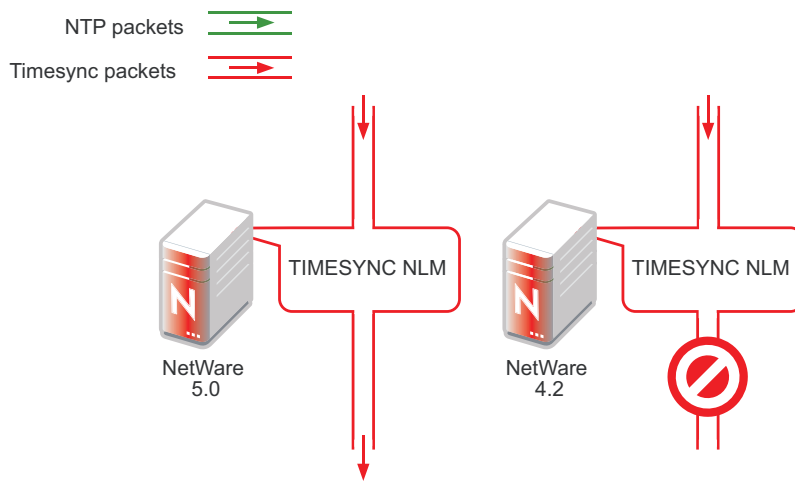 NTP packets
Timesync packets
TIMESYNC NLM
TIMESYNC NLM
N
N
NetWare
5.0
NetWare
4.2